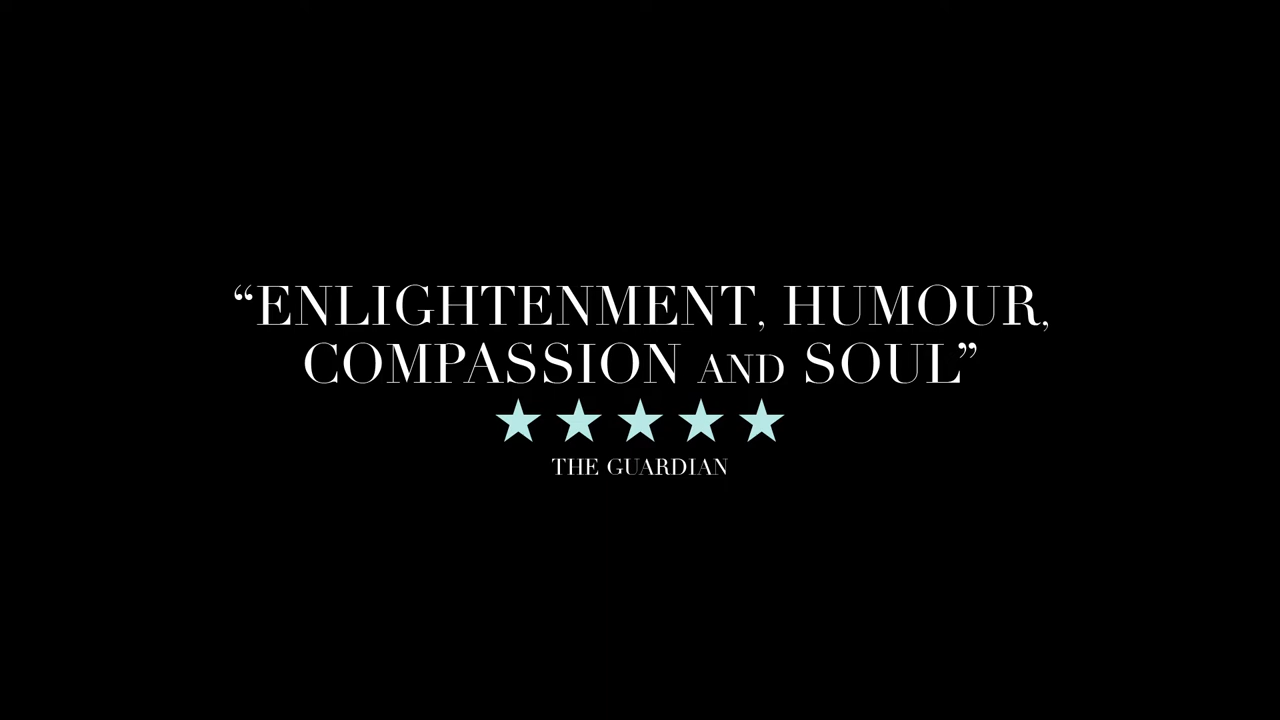 “ENLIGHTENMENT, HUMOUR,
COMPASSION AND SOUL”
THE GUARDIAN